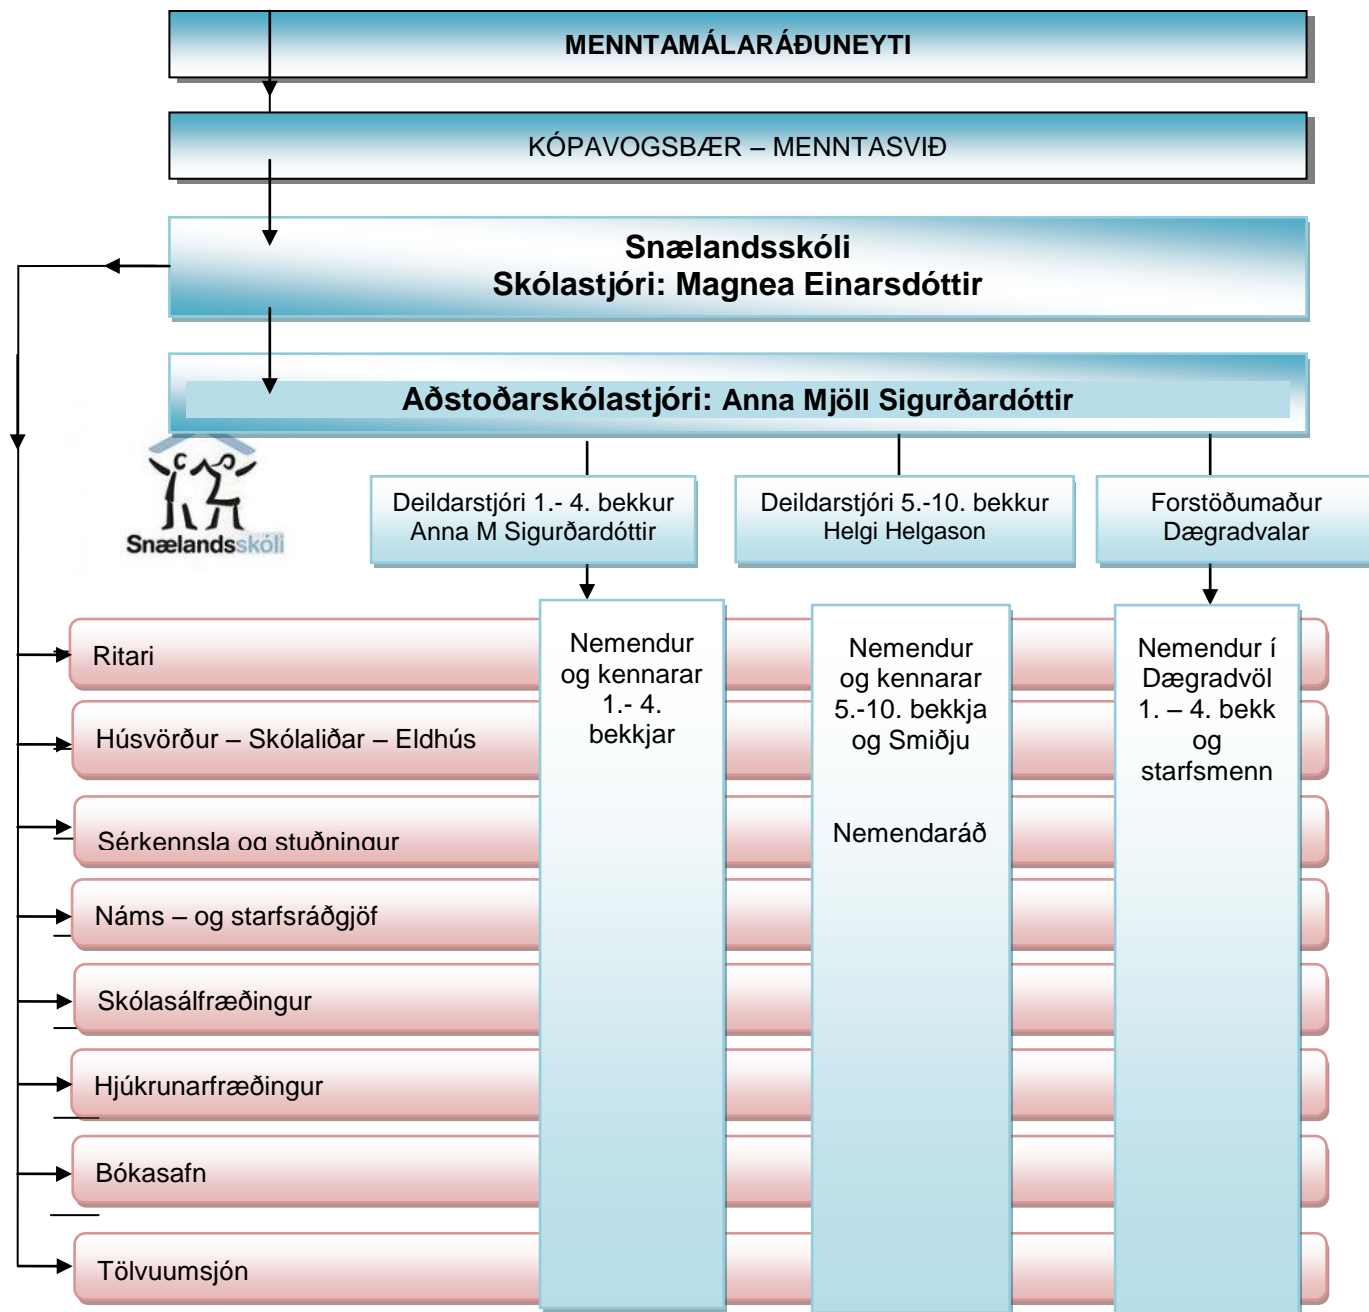 MENNTAMÁLARÁÐUNEYTI
KÓPAVOGSBÆR – MENNTASVIÐ
Snælandsskóli
Skólastjóri: Magnea Einarsdóttir
Aðstoðarskólastjóri: Anna Mjöll Sigurðardóttir
Snælandsskóli
Deildarstjóri 1.- 4. bekkur
Anna M Sigurðardóttir
Deildarstjóri 5.-10. bekkur
Helgi Helgason
Forstöðumaður
Dægradvalar
Nemendur
og kennarar
1.- 4.
bekkjar
Nemendur
og kennarar
5.-10. bekkja
og Smiðju
Nemendaráð
Nemendur í
Dægradvöl
1. – 4. bekk
og
starfsmenn
Ritari
Húsvörður – Skólaliðar – Eldhús
Sérkennsla og stuðningur
Náms – og starfsráðgjöf
Skólasálfræðingur
Hjúkrunarfræðingur
Bókasafn
Tölvuumsjón